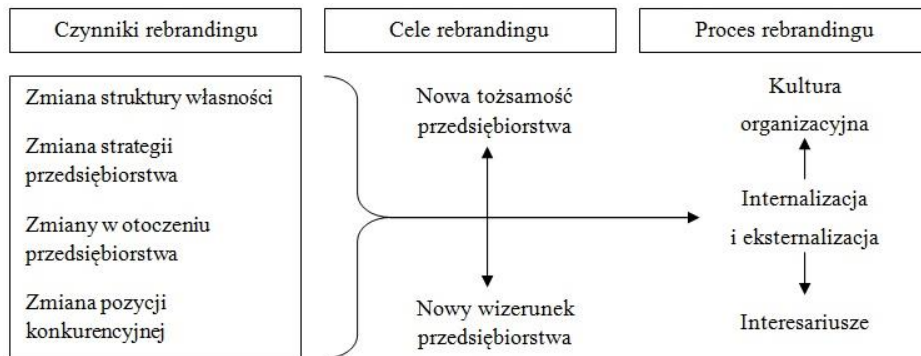 Czynniki rebrandingu
Cele rebrandingu
Proces rebrandingu
Zmiana struktury własności
Zmiana strategii
przedsiębiorstwa
Zmiany w otoczeniu
przedsiębiorstwa
Zmiana pozycji
konkurencyjnej
Nowa tożsamość
przedsiębiorstwa
Nowy wizerunek
przedsiębiorstwa
Kultura
organizacyjna
Internalizacja
i eksternalizacja
Interesariusze